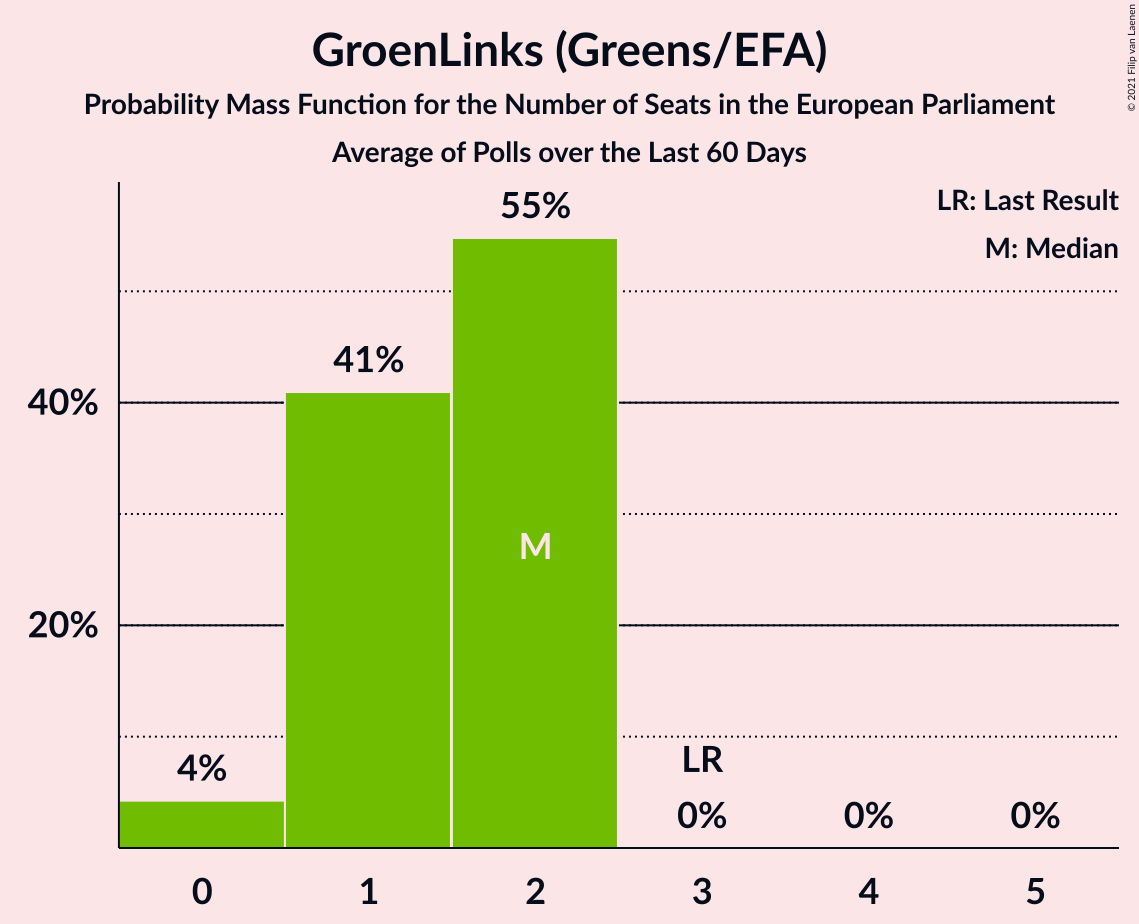 GroenLinks (Greens/EFA)
Probability Mass Function for the Number of Seats in the European Parliament
Average of Polls over the Last 60 Days
© 2021 Filip van Laenen
LR: Last Result
M: Median
55%
41%
40%
M
20%
4%
LR
0%
0%
0%
0 1 2 3 4 5